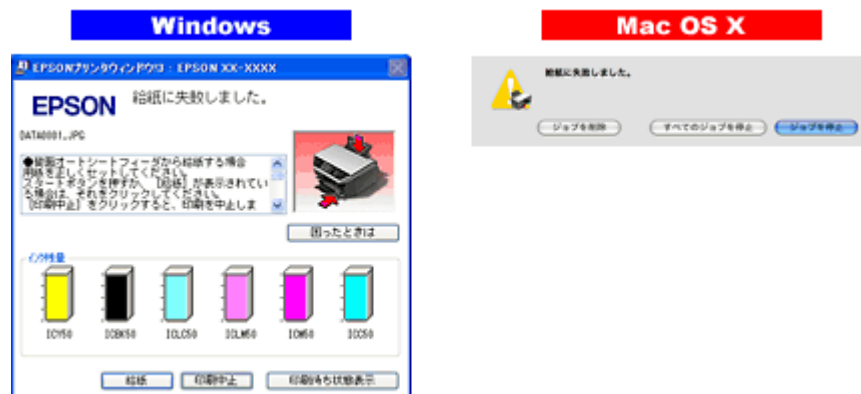 Windows
Mac OS X
EPSONプリンタウィンドウ!3 : EPSON XX-XXXX
EPSON
給紙に失敗しました。
DATA0001.JPG
●背面オートシートフィーダから給紙する場合
用紙を正しくセットしてください。
スタートボタンを押すか、[給紙]が表示されてい
る場合は、それをクリックしてください。
[印刷中止]をクリックすると、印刷を中止しま
困ったときは
インク残量
ICY50
ICBK50
ICLC50
ICLM50
ICM50
ICC50
給紙
印刷中止
印刷待ち状態表示
給紙に失敗しました。
ジョブを削除
すべてのジョブを停止
ジョブを停止